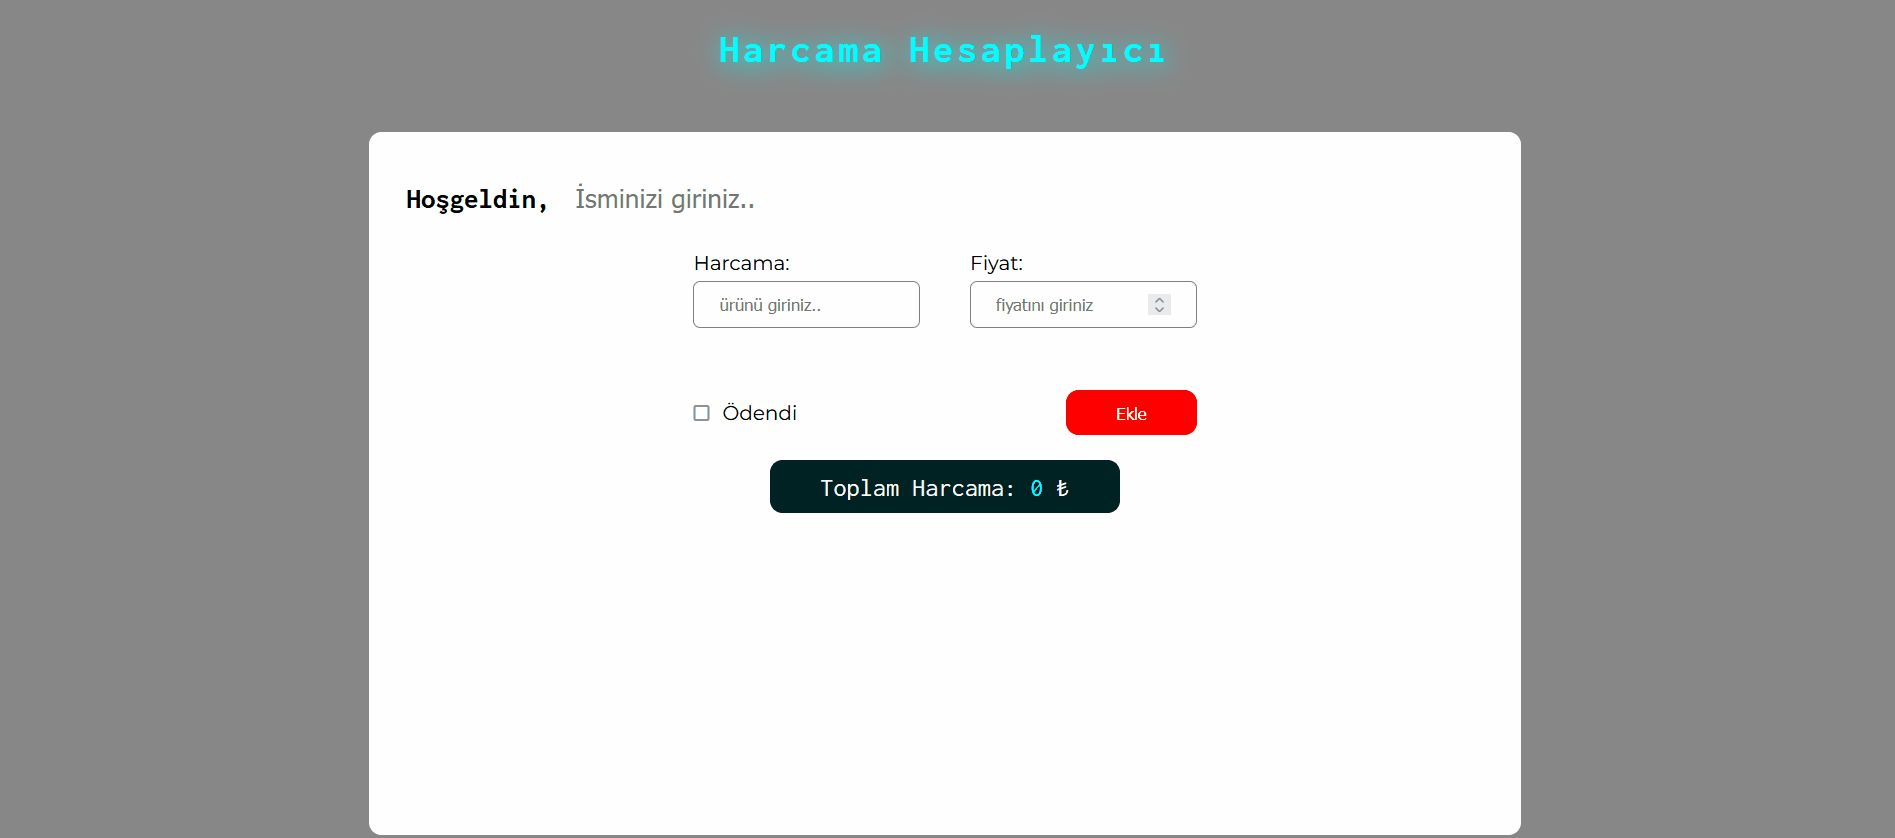 Harcama Hesaplayıcı
Hoşgeldin, İsminizi giriniz..
Harcama: Fiyat:
ürünü giriniz.. fiyatını giriniz
Ödendi Ekle
Toplam Harcama: 0 ₺